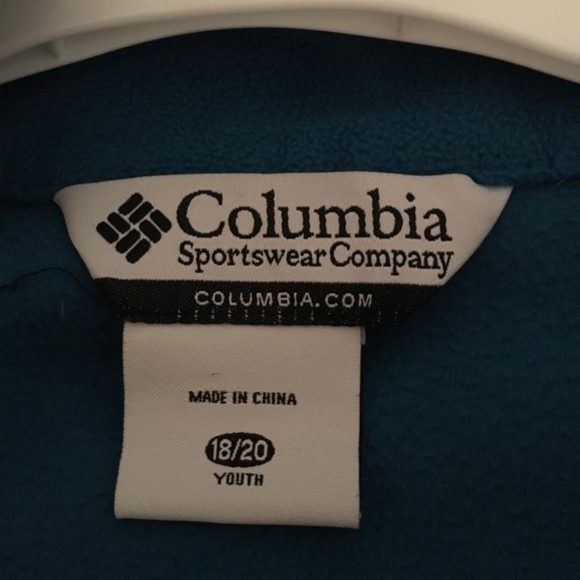 Columbia
Sportswear Company
COLUMBIA.COM
MADE IN CHINA
18/20
YOUTH